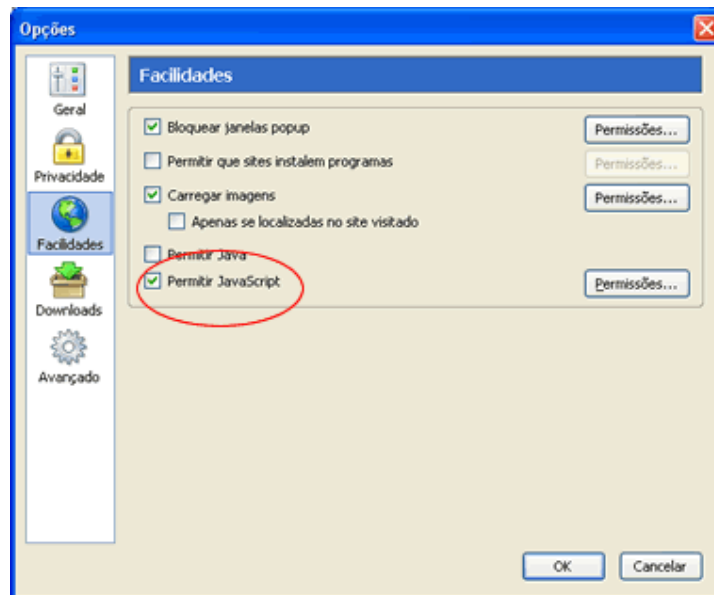 Opções
Geral
Privacidade
Facilidades
Downloads
Avançado
Facilidades
Bloquear janelas popup
Permissões...
Permitir que sites instalem programas
Permissões...
Carregar imagens
Permissões...
Apenas se localizadas no site visitado
Permitir Java
Permitir JavaScript
Permissões...
OK
Cancelar